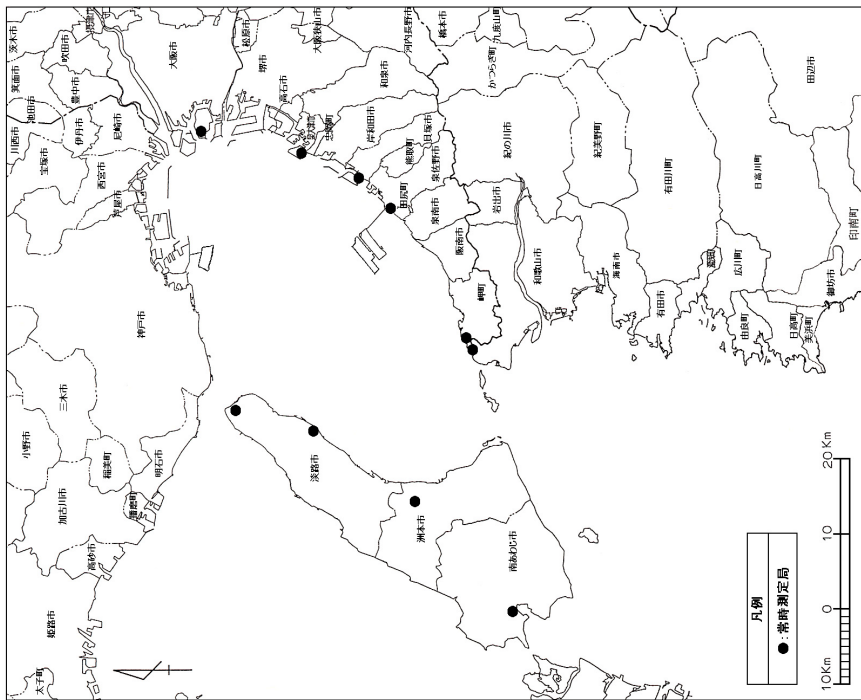 太子町
姫路市
高砂市
加古川市
小野市
三木市
稲美町
播磨町
明石市
神戸市
川西市
池田市
箕面市
茨木市
宝塚市
伊丹市
豊中市
吹田市
摂津市
西宮市
尼崎市
芦屋市
大阪市
松原市
堺市
大阪狭山市
高石市
忠岡町
和泉市
河内長野市
岸和田市
貝塚市
熊取町
泉佐野市
田尻町
泉南市
阪南市
岬町
橋本市
九度山町
かつらぎ町
紀の川市
岩出市
和歌山市
紀美野町
海南市
有田川町
有田市
広川町
由良町
日高川町
日高町
美浜町
御坊市
印南町
田辺市
淡路市
洲本市
南あわじ市
凡例
●:常時測定局
10Km 0 10 20Km